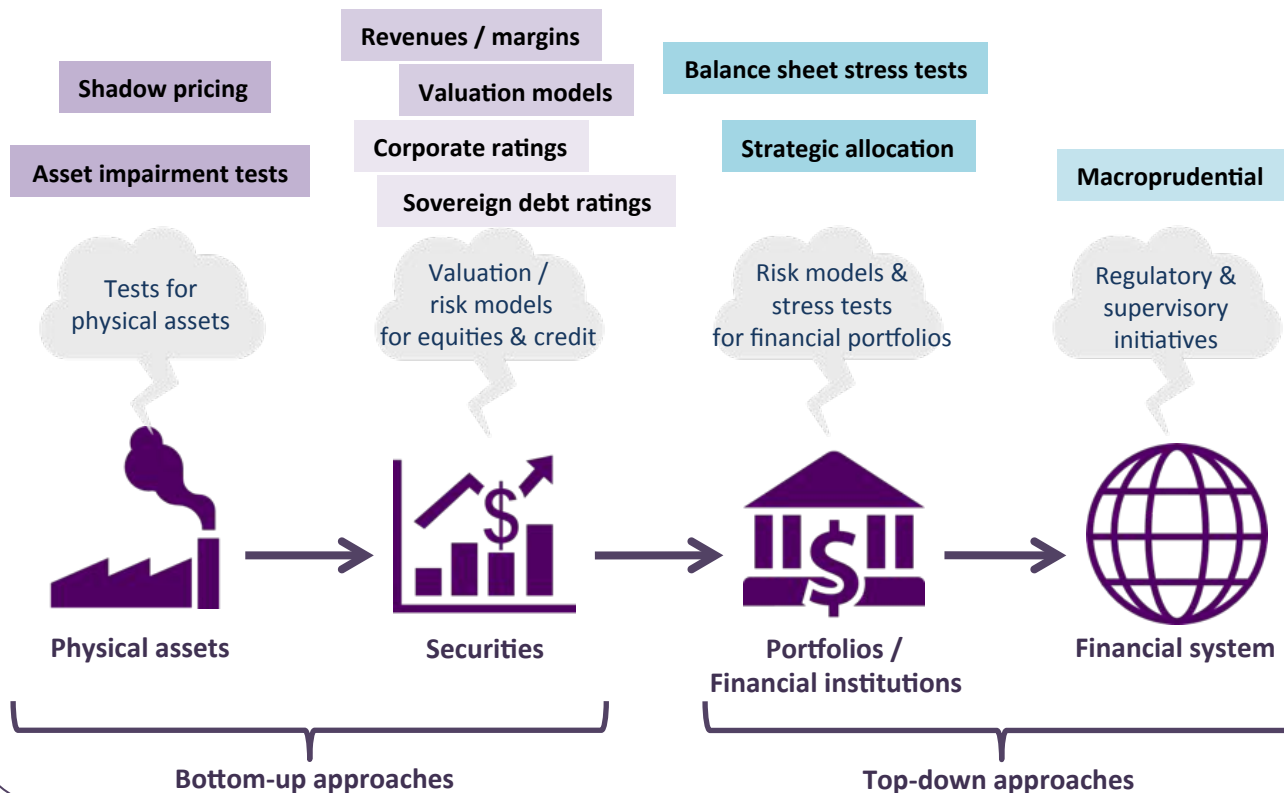 Shadow pricing
Asset impairment tests
Revenues / margins
Valuation models
Corporate ratings
Sovereign debt ratings
Balance sheet stress tests
Strategic allocation
Macroprudential
Tests for
physical assets
Valuation /
risk models
for equities & credit
Risk models &
stress tests
for financial portfolios
Regulatory &
supervisory
initiatives
$
$
Physical assets
Securities
Portfolios /
Financial institutions
Financial system
Bottom-up approaches
Top-down approaches